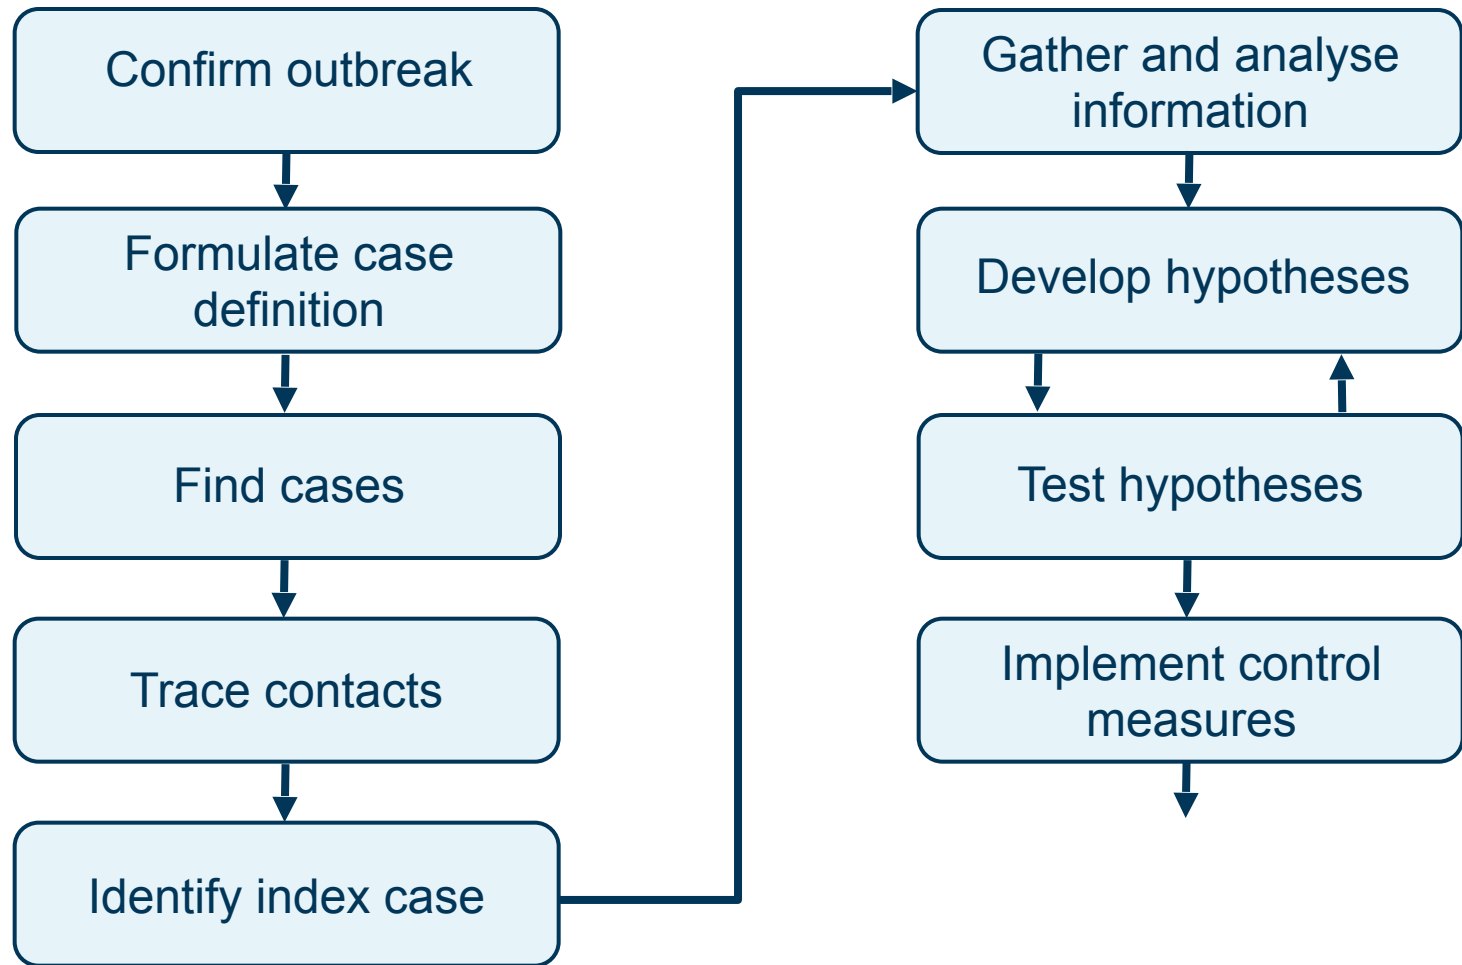 Confirm outbreak
Formulate case
definition
Find cases
Trace contacts
Identify index case
Gather and analyse
information
Develop hypotheses
Test hypotheses
Implement control
measures